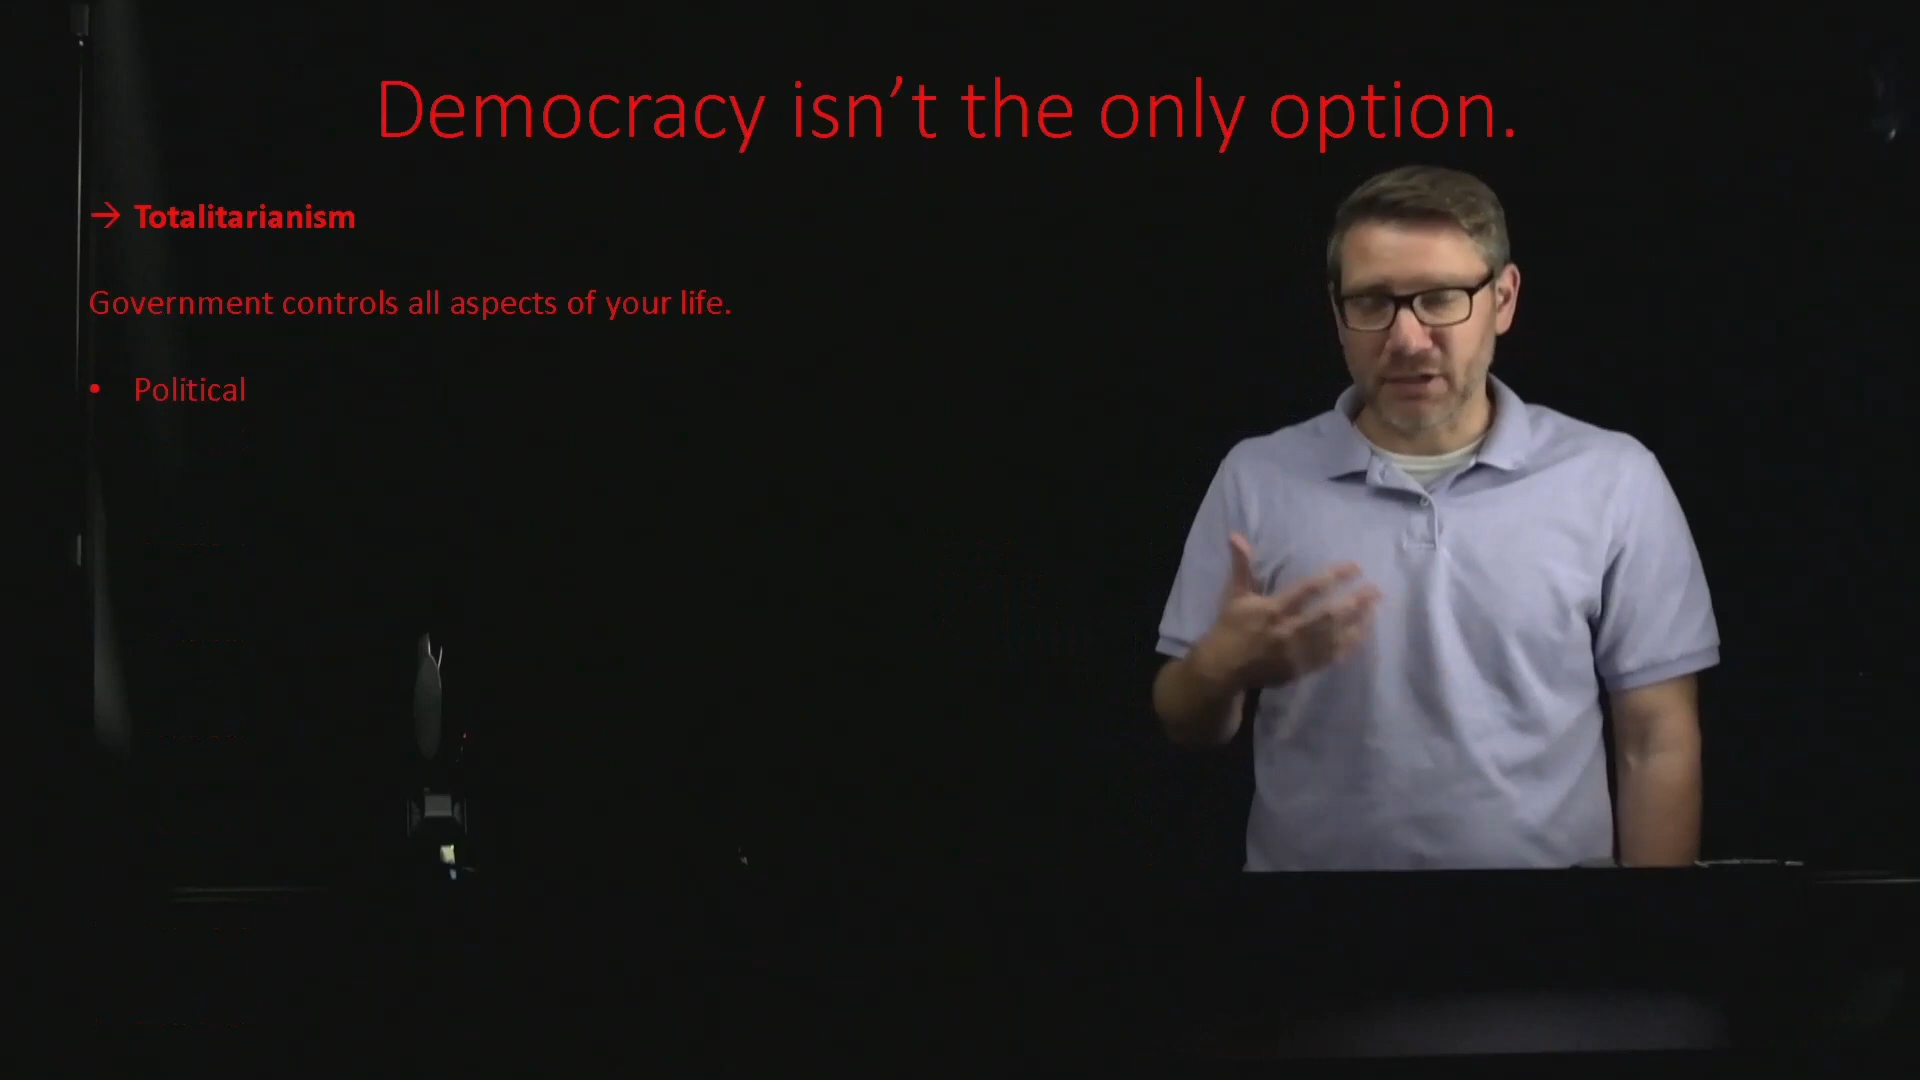 Democracy isn’t the only option.
→ Totalitarianism
Government controls all aspects of your life.
• Political